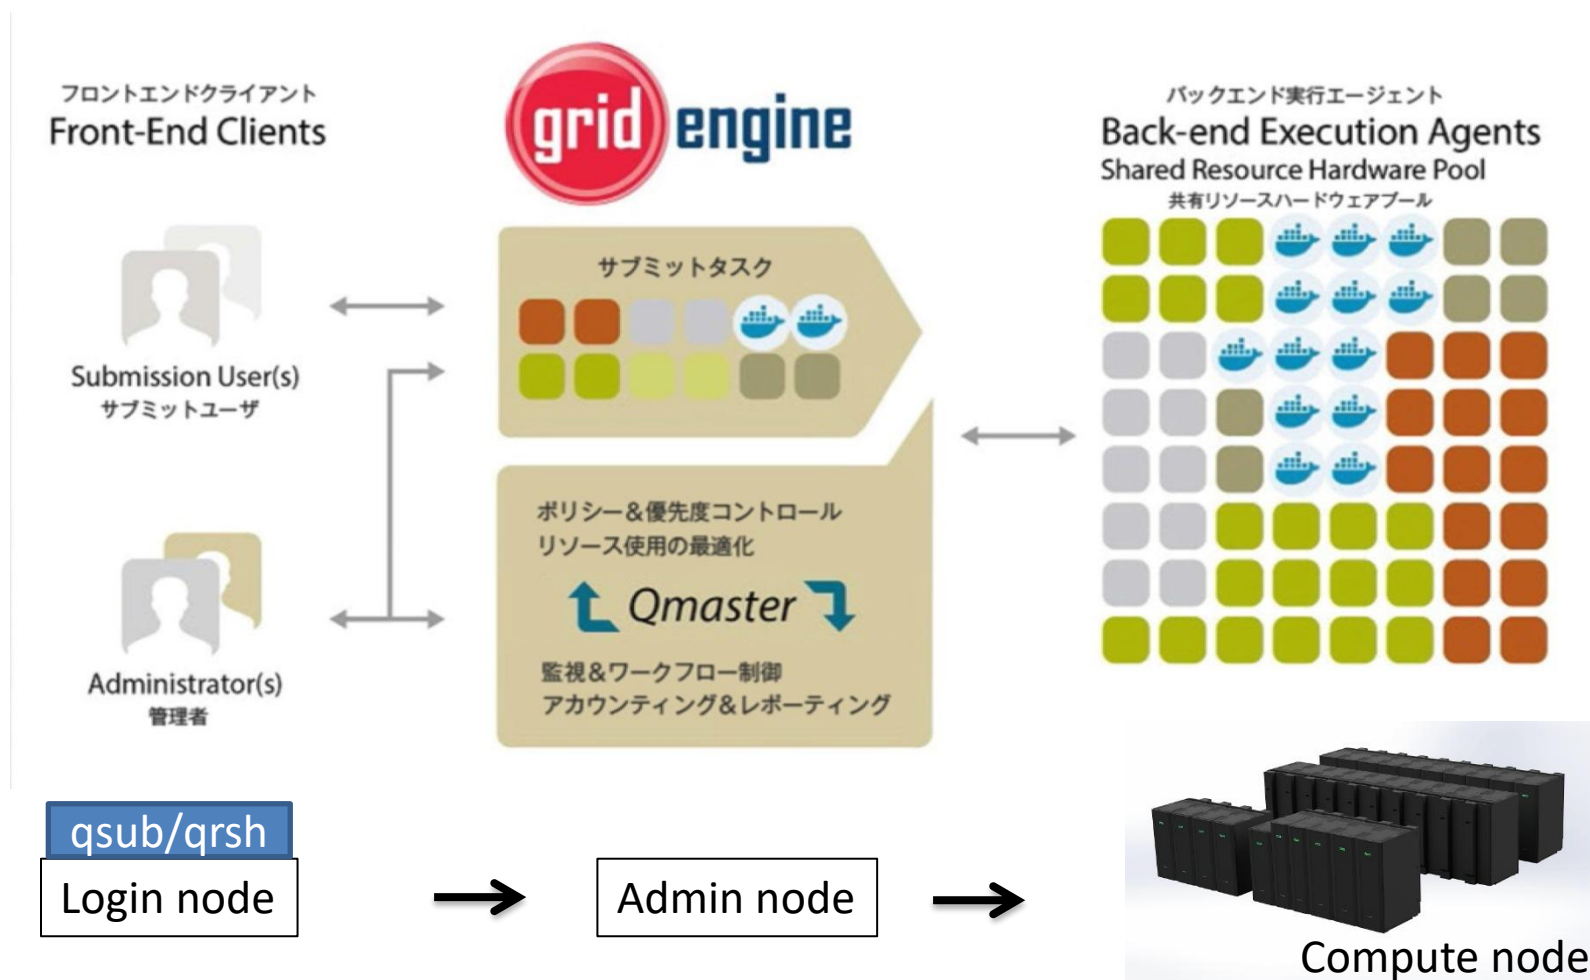 フロントエンドクライアント
Front-End Clients
Submission User(s)
サブミットユーザ
Administrator(s)
管理者
grid engine
サブミットタスク
ポリシー&優先度コントロール
リソース使用の最適化
Qmaster
監視&ワークフロー制御
アカウンティング&レポーティング
バックエンド実行エージェント
Back-end Execution Agents
Shared Resource Hardware Pool
共有リソースハードウェアプール
qsub/qrsh
Login node
Admin node
Compute node